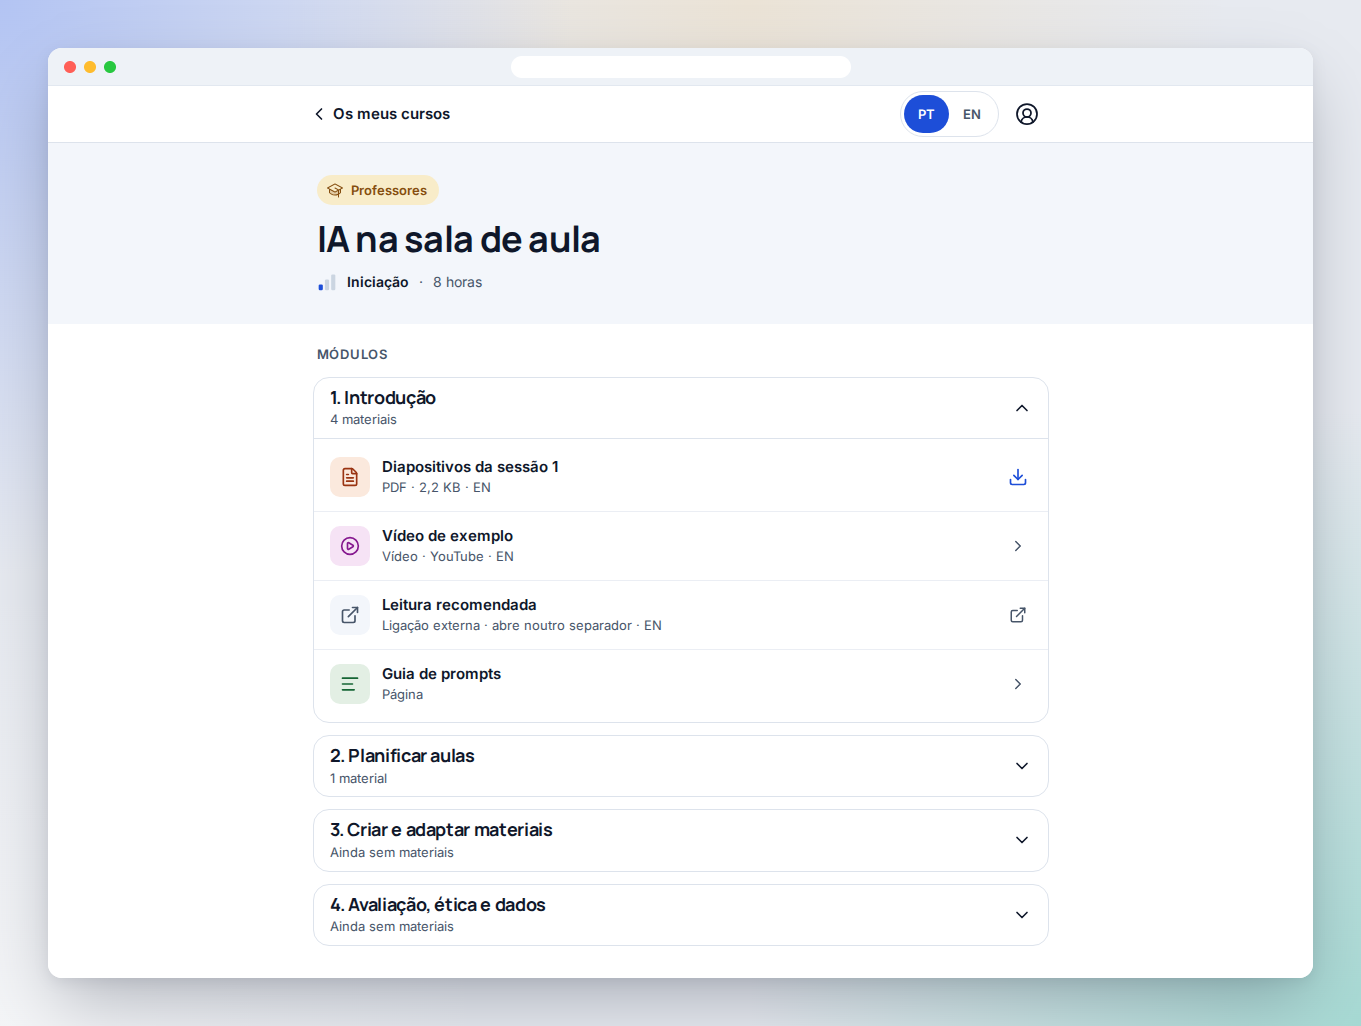 Os meus cursos
PT EN
Professores
IA na sala de aula
Iniciação · 8 horas
MÓDULOS
1. Introdução
4 materiais
Diapositivos da sessão 1
PDF · 2,2 KB · EN
Vídeo de exemplo
Vídeo · YouTube · EN
Leitura recomendada
Ligação externa · abre noutro separador · EN
Guia de prompts
Página
2. Planificar aulas
1 material
3. Criar e adaptar materiais
Ainda sem materiais
4. Avaliação, ética e dados
Ainda sem materiais